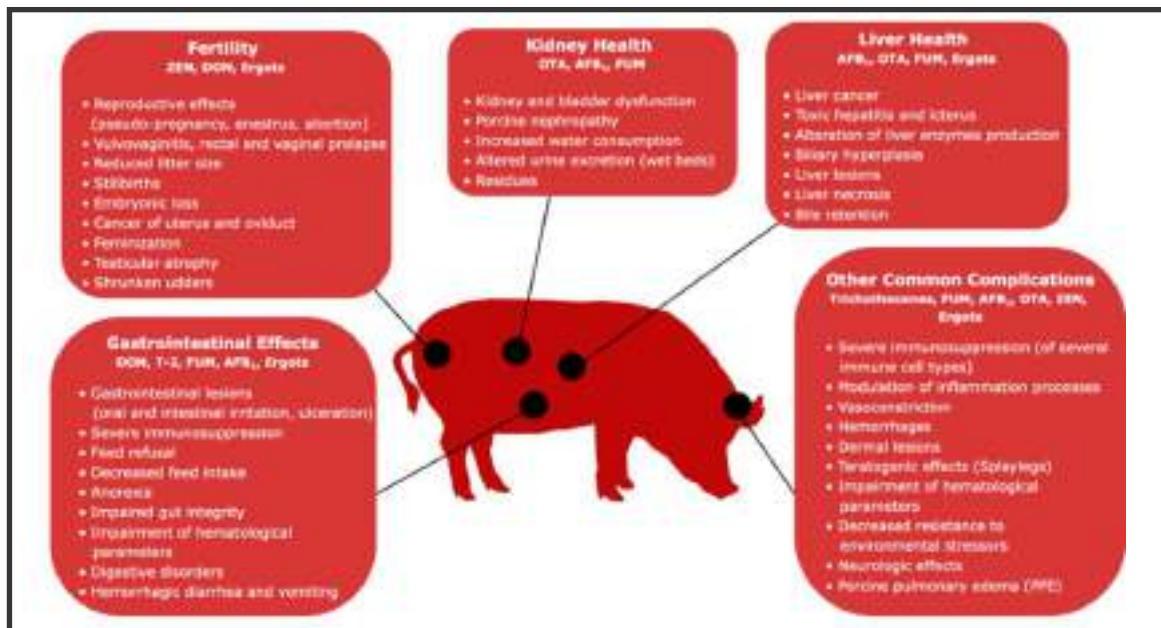 Fertility
ZEN, DON, Ergots
• Reproductive effects
(pseudo-pregnancy, anestrus, abortion)
• Vulvovaginitis, rectal and vaginal prolapse
• Reduced litter size
• Stillbirths
• Embryonic loss
• Cancer of uterus and oviduct
• Feminization
• Testicular atrophy
• Shrunken udders
Kidney Health
OTA, AFB₁, FUM
• Kidney and bladder dysfunction
• Porcine nephropathy
• Increased water consumption
• Altered urine excretion (wet beds)
• Residues
Liver Health
AFB₁, OTA, FUM, Ergots
• Liver cancer
• Toxic hepatitis and icterus
• Alteration of liver enzymes production
• Biliary hyperplasia
• Liver lesions
• Liver necrosis
• Bile retention
Gastrointestinal Effects
DON, T-2, FUM, AFB₁, Ergots
• Gastrointestinal lesions
(oral and intestinal irritation, ulceration)
• Severe immunosuppression
• Feed refusal
• Decreased feed intake
• Anorexia
• Impaired gut integrity
• Impairment of hematological
parameters
• Digestive disorders
• Hemorrhagic diarrhea and vomiting
Other Common Complications
Trichothecenes, FUM, AFB₁, OTA, ZEN,
Ergots
• Severe immunosuppression (of several
immune cell types)
• Modulation of inflammation processes
• Vasoconstriction
• Hemorrhages
• Dermal lesions
• Teratogenic effects (Splaylegs)
• Impairment of hematological
parameters
• Decreased resistance to
environmental stressors
• Neurologic effects
• Porcine pulmonary edema (PPE)